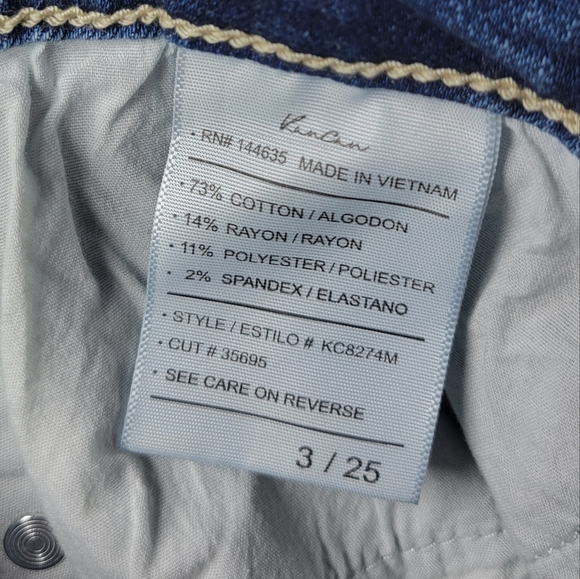 KanCan
• RN# 144635 MADE IN VIETNAM
• 73% COTTON / ALGODON
• 14% RAYON / RAYON
• 11% POLYESTER / POLIESTER
• 2% SPANDEX / ELASTANO
• STYLE / ESTILO # KC8274M
• CUT # 35695
• SEE CARE ON REVERSE
3 / 25